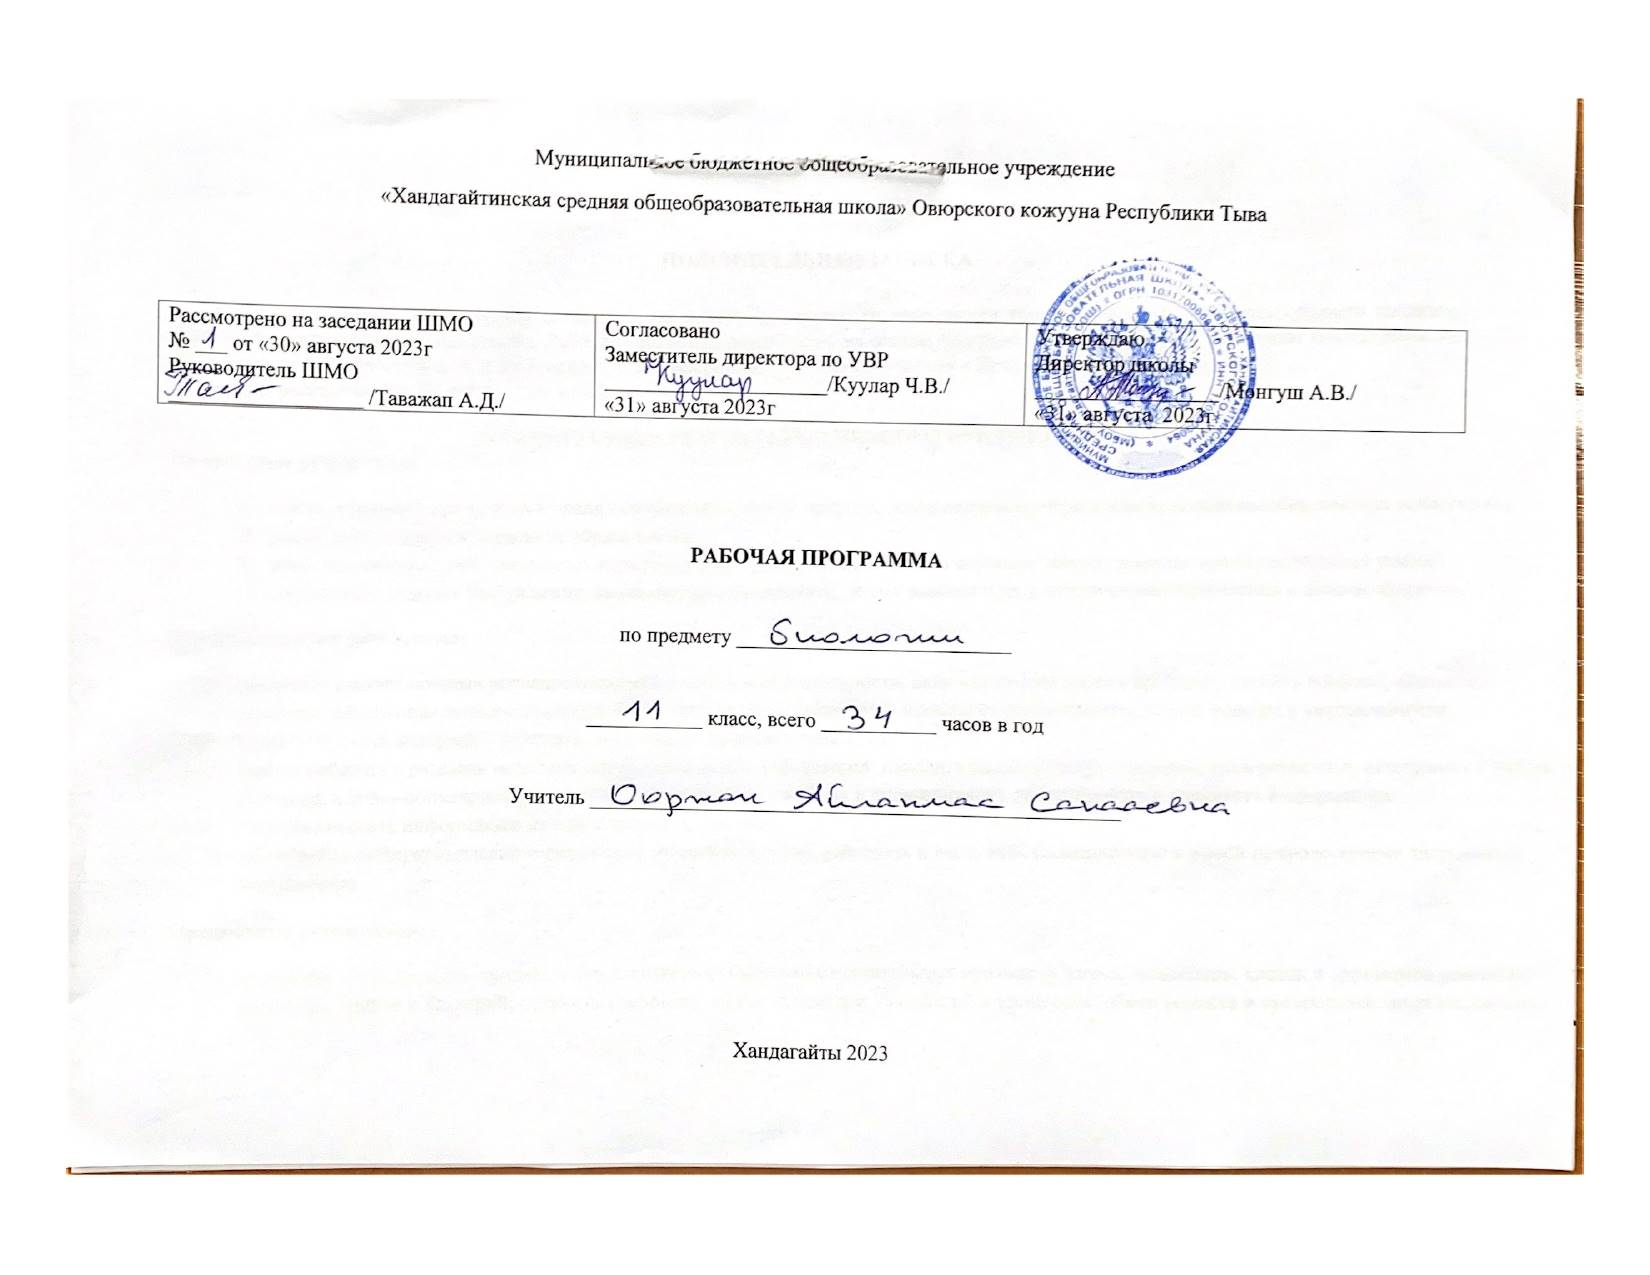 Муниципальное бюджетное общеобразовательное учреждение
«Хандагайтинская средняя общеобразовательная школа» Овюрского кожууна Республики Тыва
Рассмотрено на заседании ШМО
№ 1 от «30» августа 2023г
Руководитель ШМО
/Таважап А.Д./
Согласовано
Заместитель директора по УВР
Куулар /Куулар Ч.В./
«31» августа 2023г
Утверждаю
Директор школы
/Монгуш А.В./
«31» августа 2023г
РАБОЧАЯ ПРОГРАММА
по предмету биологии
11 класс, всего 34 часов в год
Учитель Ооржак Айланмаа
Хандагайты 2023